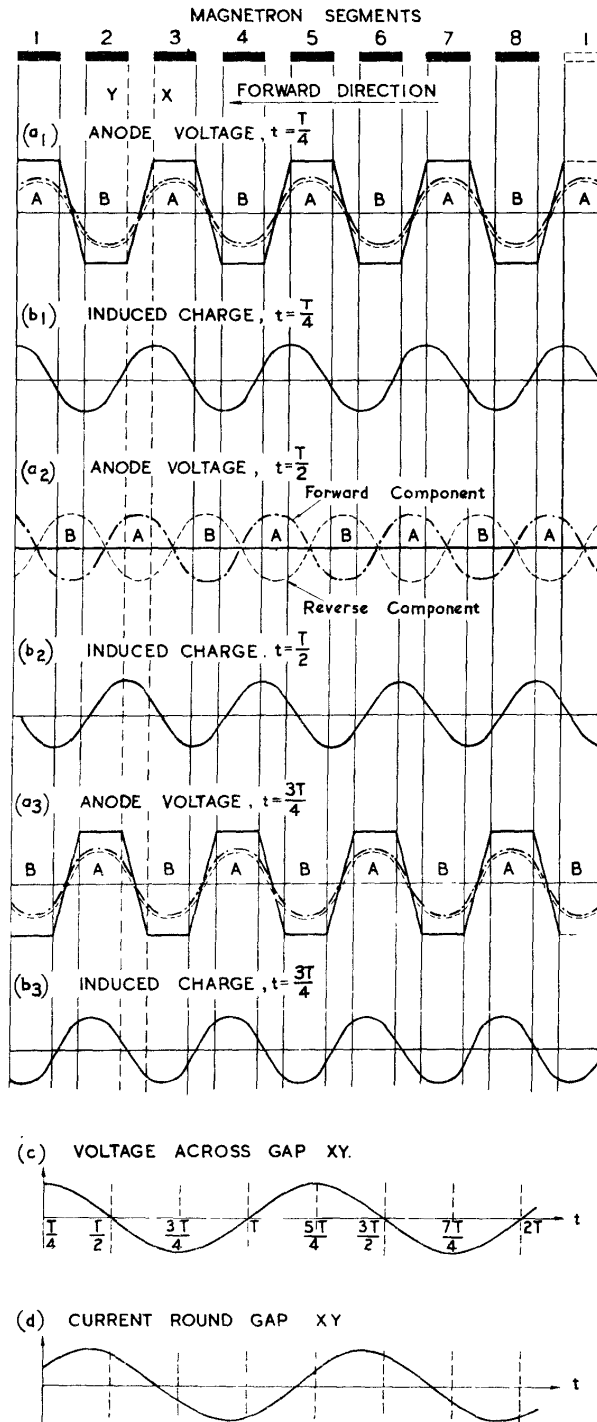 MAGNETRON SEGMENTS
1 2 3 4 5 6 7 8 1
Y X FORWARD DIRECTION
(a1) ANODE VOLTAGE, t=T/4
A B A B A B A B A
(b1) INDUCED CHARGE, t=T/4
(a2) ANODE VOLTAGE, t=T/2
Forward Component
B A B A B A B A
Reverse Component
(b2) INDUCED CHARGE. t=T/2
(a3) ANODE VOLTAGE, t=3T/4
B A B A B A B A B
(b3) INDUCED CHARGE, t=3T/4
(c) VOLTAGE ACROSS GAP XY.
T/4 T/2 3T/4 T 5T/4 3T/2 7T/4 2T t
(d) CURRENT ROUND GAP XY
t